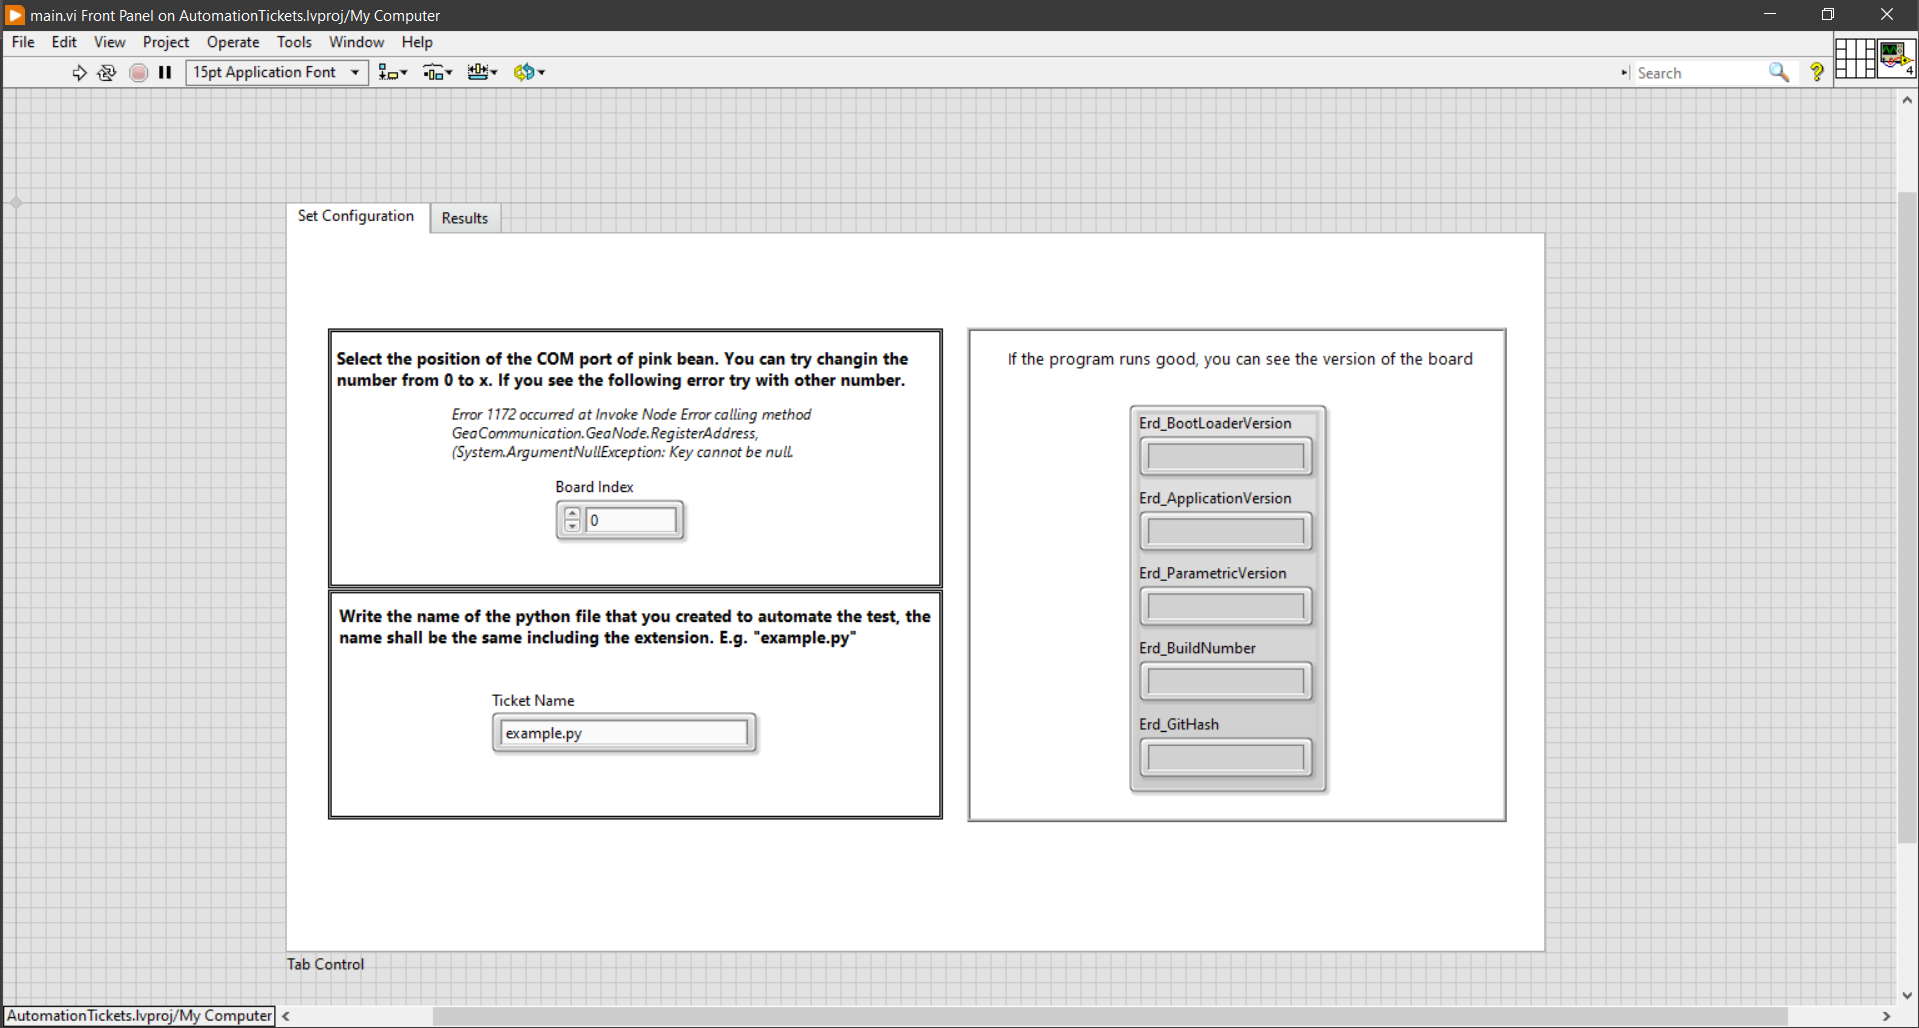 main.vi Front Panel on AutomationTickets.lvproj/My Computer
File Edit View Project Operate Tools Window Help
15pt Application Font
Search
4
Set Configuration
Results
Select the position of the COM port of pink bean. You can try changin the
number from 0 to x. If you see the following error try with other number.
Error 1172 occurred at Invoke Node Error calling method
GeaCommunication.GeaNode.RegisterAddress,
(System.ArgumentNullException: Key cannot be null.
Board Index
0
Write the name of the python file that you created to automate the test, the
name shall be the same including the extension. E.g. "example.py"
Ticket Name
example.py
If the program runs good, you can see the version of the board
Erd_BootLoaderVersion
Erd_ApplicationVersion
Erd_ParametricVersion
Erd_BuildNumber
Erd_GitHash
Tab Control
AutomationTickets.lvproj/My Computer